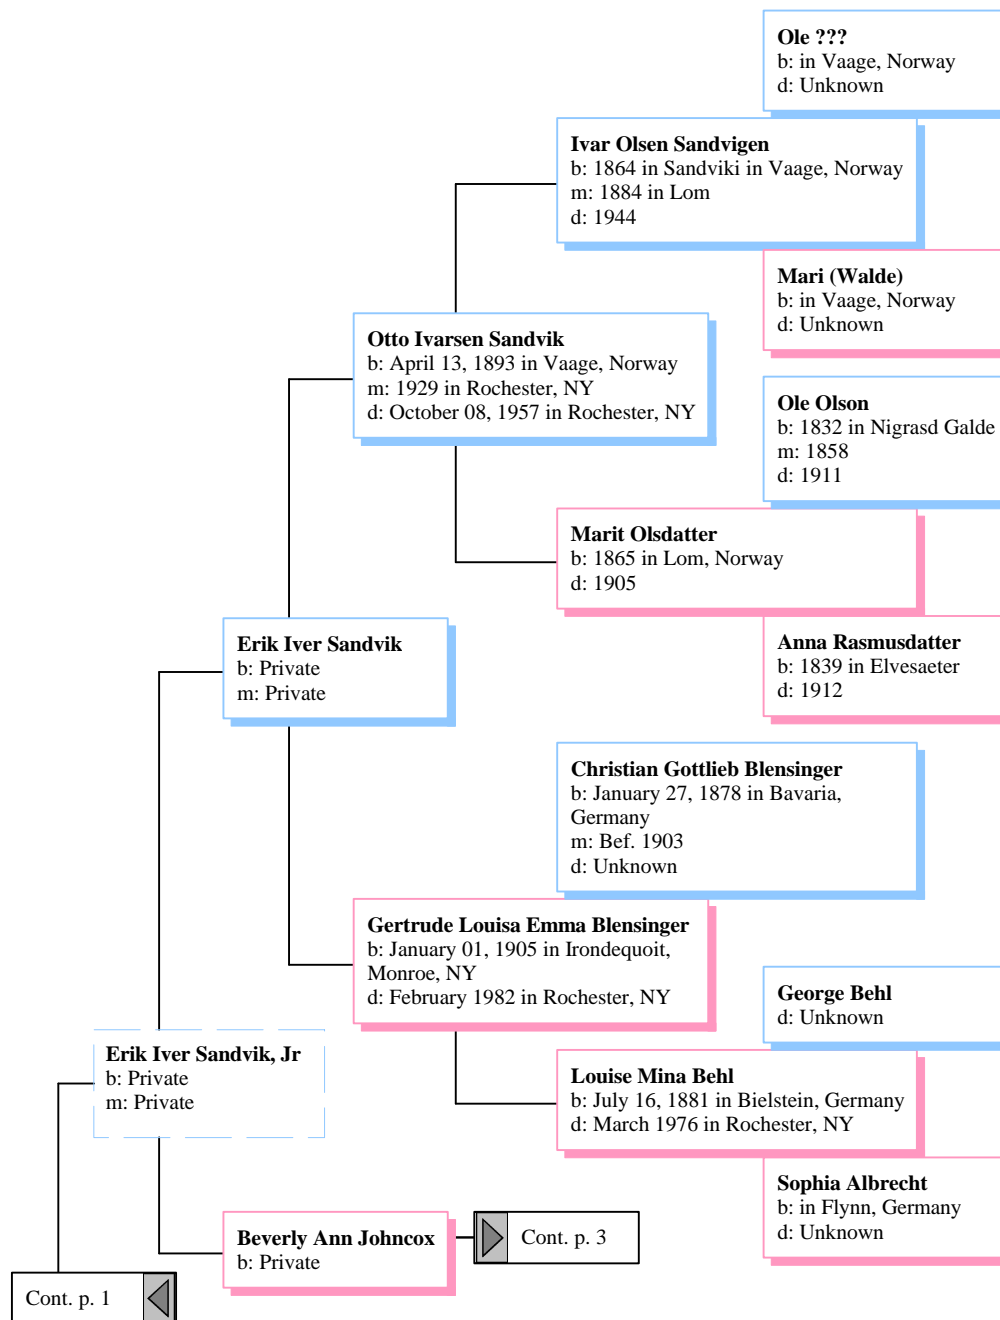 Ole ???
b: in Vaage, Norway
d: Unknown
Ivar Olsen Sandvigen
b: 1864 in Sandviki in Vaage, Norway
m: 1884 in Lom
d: 1944
Mari (Walde)
b: in Vaage, Norway
d: Unknown
Otto Ivarsen Sandvik
b: April 13, 1893 in Vaage, Norway
m: 1929 in Rochester, NY
d: October 08, 1957 in Rochester, NY
Ole Olson
b: 1832 in Nigrasd Galde
m: 1858
d: 1911
Marit Olsdatter
b: 1865 in Lom, Norway
d: 1905
Anna Rasmusdatter
b: 1839 in Elvesaeter
d: 1912
Erik Iver Sandvik
b: Private
m: Private
Christian Gottlieb Blensinger
b: January 27, 1878 in Bavaria,
Germany
m: Bef. 1903
d: Unknown
Gertrude Louisa Emma Blensinger
b: January 01, 1905 in Irondequoit,
Monroe, NY
d: February 1982 in Rochester, NY
George Behl
d: Unknown
Louise Mina Behl
b: July 16, 1881 in Bielstein, Germany
d: March 1976 in Rochester, NY
Sophia Albrecht
b: in Flynn, Germany
d: Unknown
Erik Iver Sandvik, Jr
b: Private
m: Private
Beverly Ann Johncox
b: Private
Cont. p. 3
Cont. p. 1